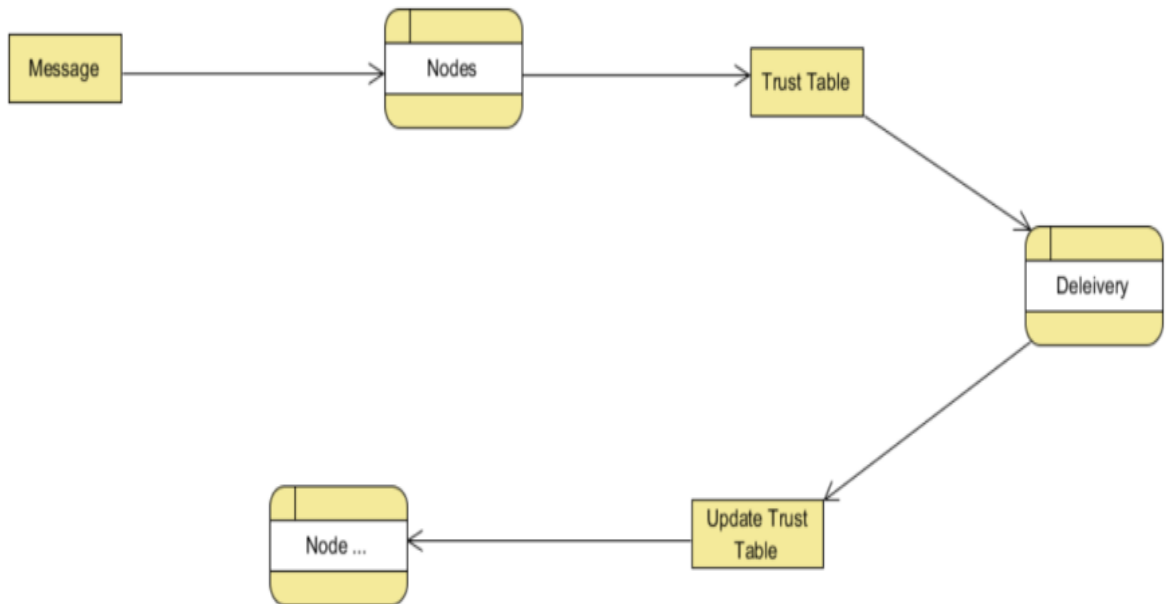 Message
Nodes
Trust Table
Deleivery
Update Trust
Table
Node ...